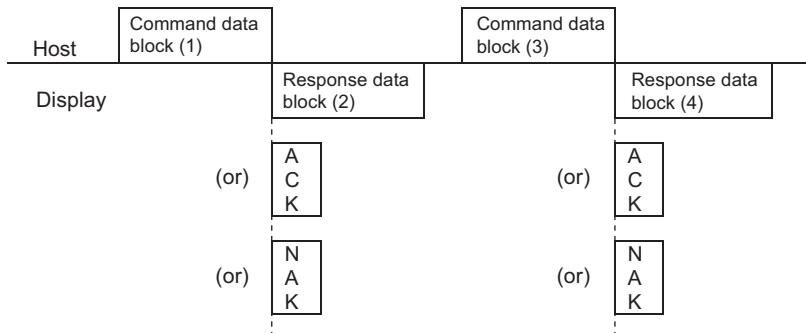 Command data
block (1)
Command data
block (3)
Host
Response data
block (2)
Response data
block (4)
Display
(or)
A
C
K
(or)
A
C
K
(or)
N
A
K
(or)
N
A
K